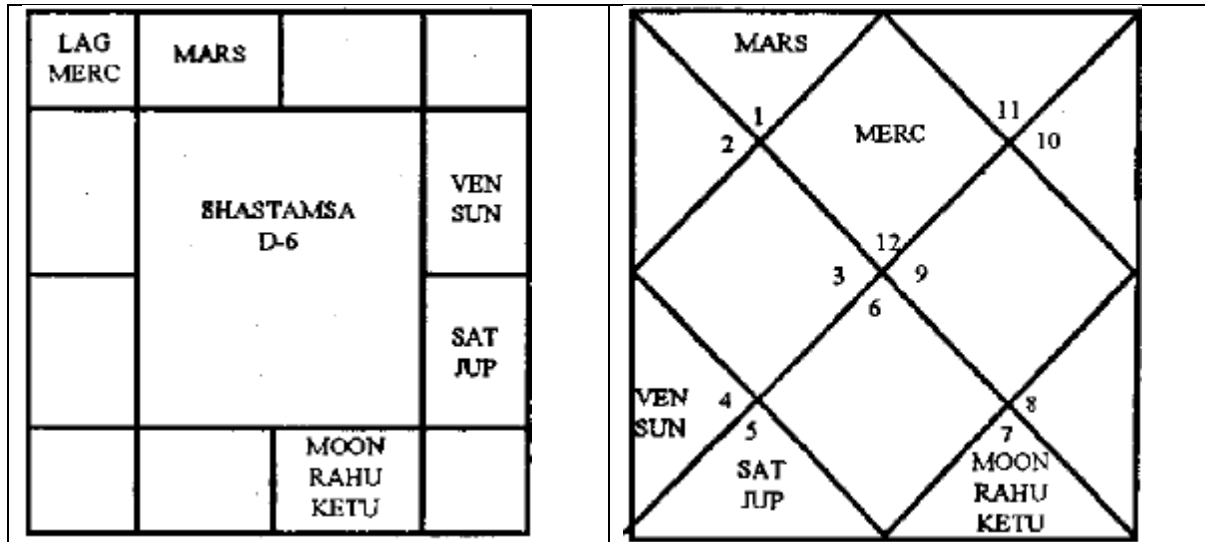 LAG
MERC
MARS
SHASTAMSA
D-6
VEN
SUN
SAT
JUP
MOON
RAHU
KETU
MARS
1
2
MERC
11
10
12
3
9
6
VEN
SUN
4
5
SAT
JUP
8
7
MOON
RAHU
KETU